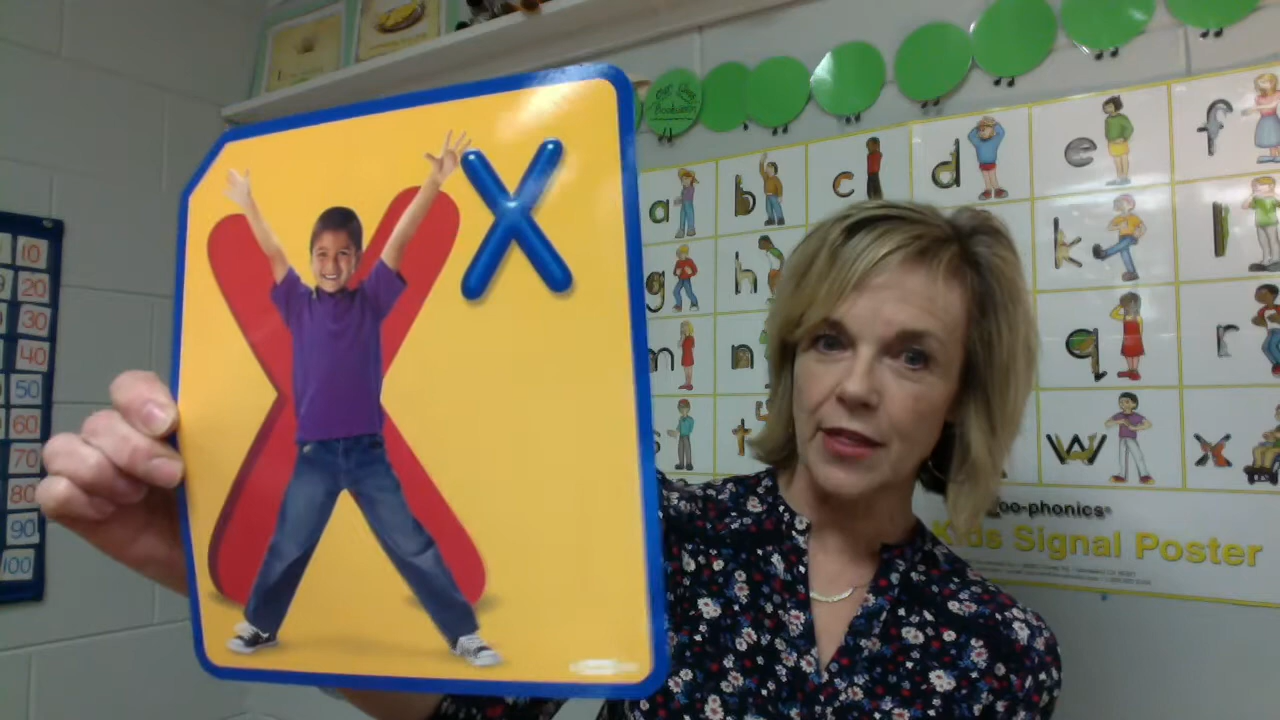 X x
a b c d e f
g h k l
m n q r
s t w x
oo-phonics®
Kids Signal Poster
10
20
30
40
50
60
70
80
90
100